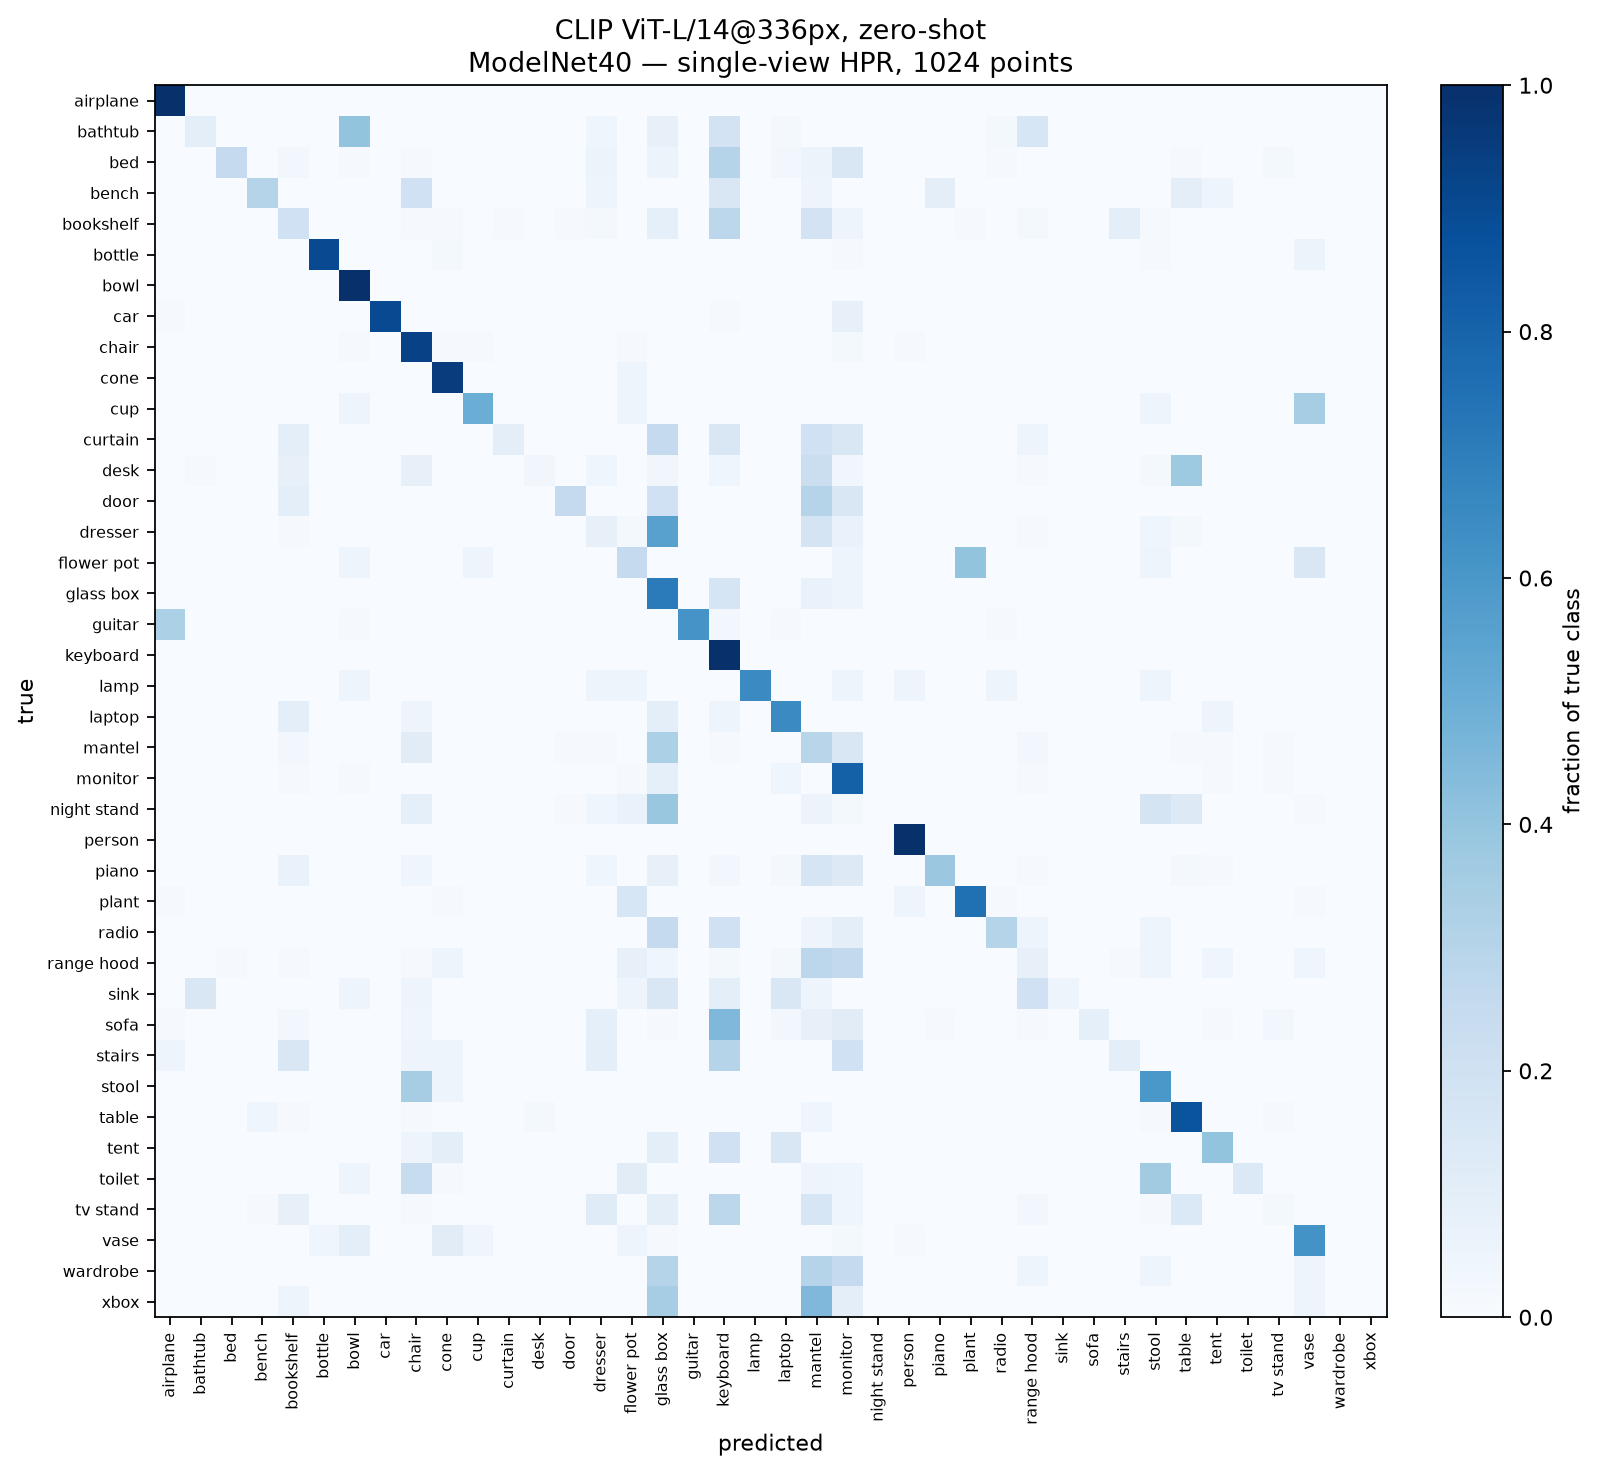 CLIP ViT-L/14@336px, zero-shot
ModelNet40 — single-view HPR, 1024 points
true
airplane
bathtub
bed
bench
bookshelf
bottle
bowl
car
chair
cone
cup
curtain
desk
door
dresser
flower pot
glass box
guitar
keyboard
lamp
laptop
mantel
monitor
night stand
person
piano
plant
radio
range hood
sink
sofa
stairs
stool
table
tent
toilet
tv stand
vase
wardrobe
xbox
airplane
bathtub
bed
bench
bookshelf
bottle
bowl
car
chair
cone
cup
curtain
desk
door
dresser
flower pot
glass box
guitar
keyboard
lamp
laptop
mantel
monitor
night stand
person
piano
plant
radio
range hood
sink
sofa
stairs
stool
table
tent
toilet
tv stand
vase
wardrobe
xbox
predicted
1.0
0.8
0.6
0.4
0.2
0.0
fraction of true class